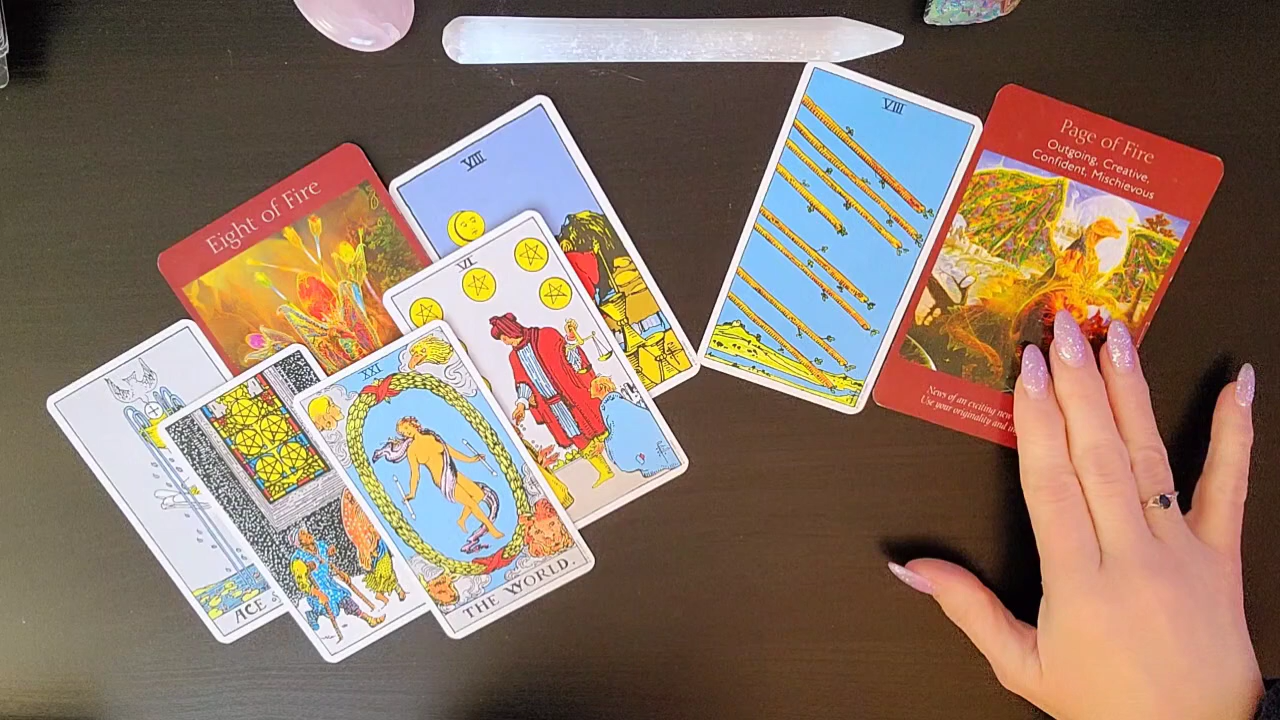 Eight of Fire
VIII
VI
XXI
THE WORLD.
ACE
VIII
Page of Fire
Outgoing, Creative,
Confident, Mischievous
News of an exciting new
Use your originality and